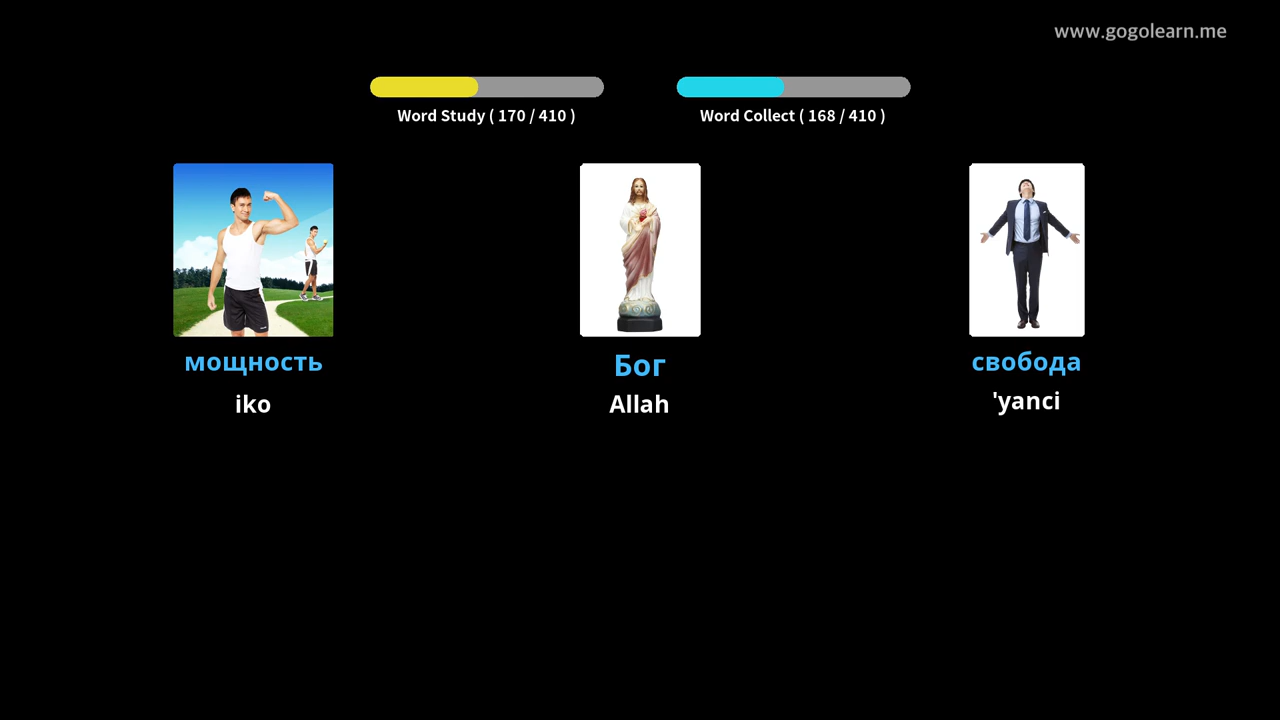 www.gogolearn.me
Word Study ( 170 / 410 )
Word Collect ( 168 / 410 )
мощность
Бог
свобода
iko
Allah
'yanci